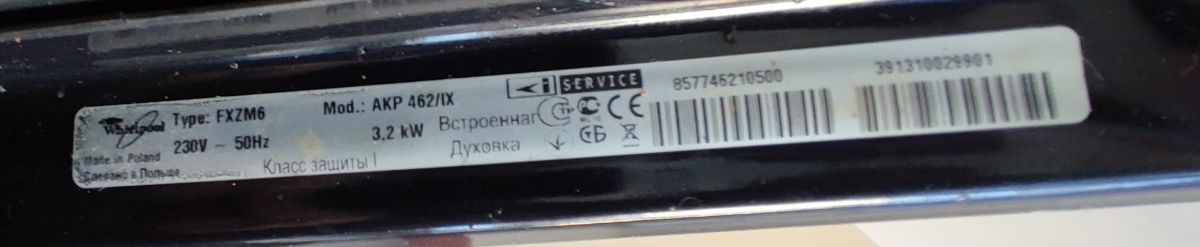 Whirlpool
Made in Poland
Сделано в Польше
Type: FXZM6
230V ~ 50Hz
Класс защиты I
Mod.: AKP 462/IX
3,2 kW
Встроенная
Духовка
i SERVICE
CE
857746210500
391310029901